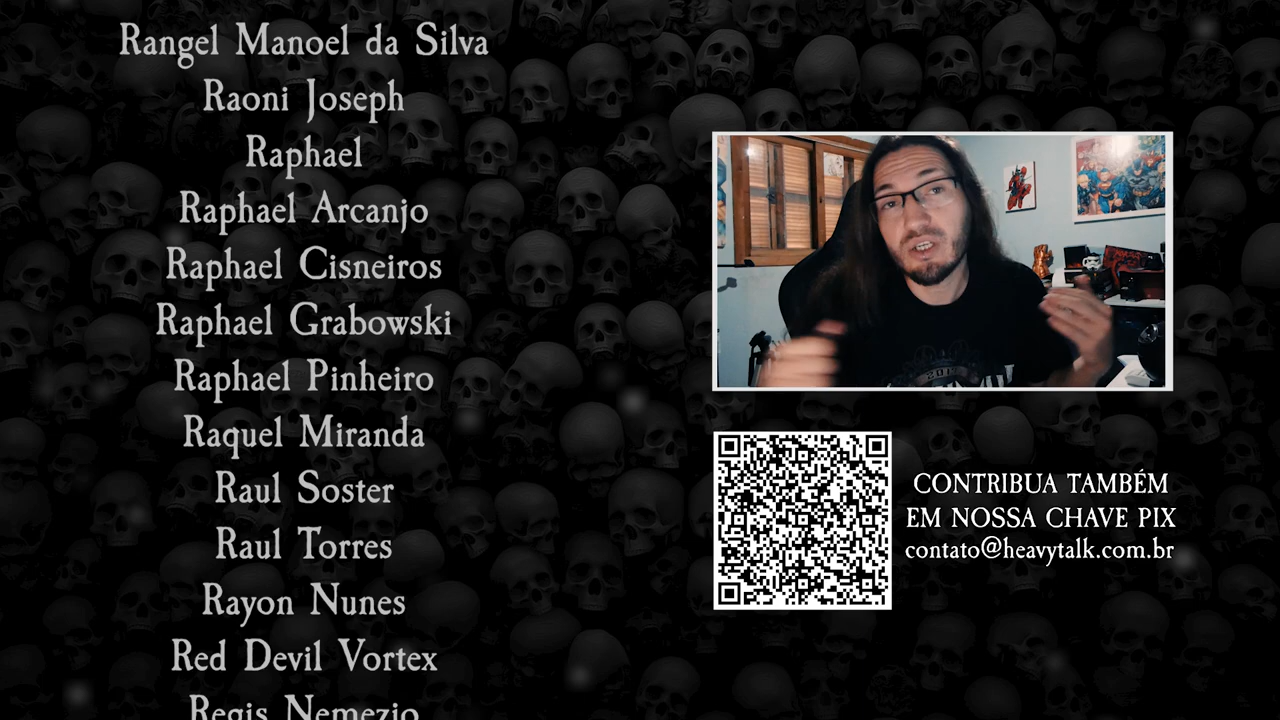 Rangel Manoel da Silva
Raoni Joseph
Raphael
Raphael Arcanjo
Raphael Cisneiros
Raphael Grabowski
Raphael Pinheiro
Raquel Miranda
Raul Soster
Raul Torres
Rayon Nunes
Red Devil Vortex
Regis Nemezio
CONTRIBUA TAMBÉM
EM NOSSA CHAVE PIX
contato@heavytalk.com.br